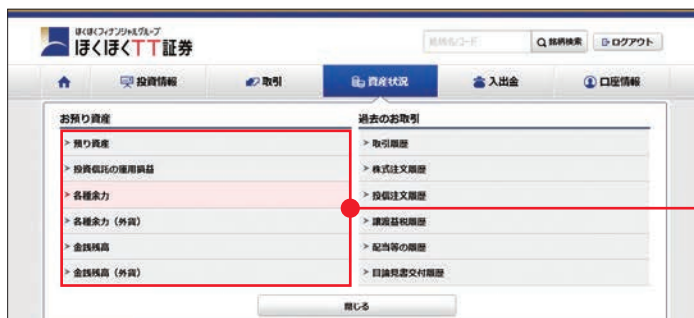 ほくほくフィナンシャルグループ
ほくほくTT証券
銘柄名/コード
銘柄検索
ログアウト
投資情報
取引
資産状況
入出金
口座情報
お預り資産
過去のお取引
> 預り資産
> 取引履歴
> 投資信託の運用損益
> 株式注文履歴
> 各種余力
> 投信注文履歴
> 各種余力（外貨）
> 譲渡益税履歴
> 金銭残高
> 配当等の履歴
> 金銭残高（外貨）
> 目論見書交付履歴
閉じる